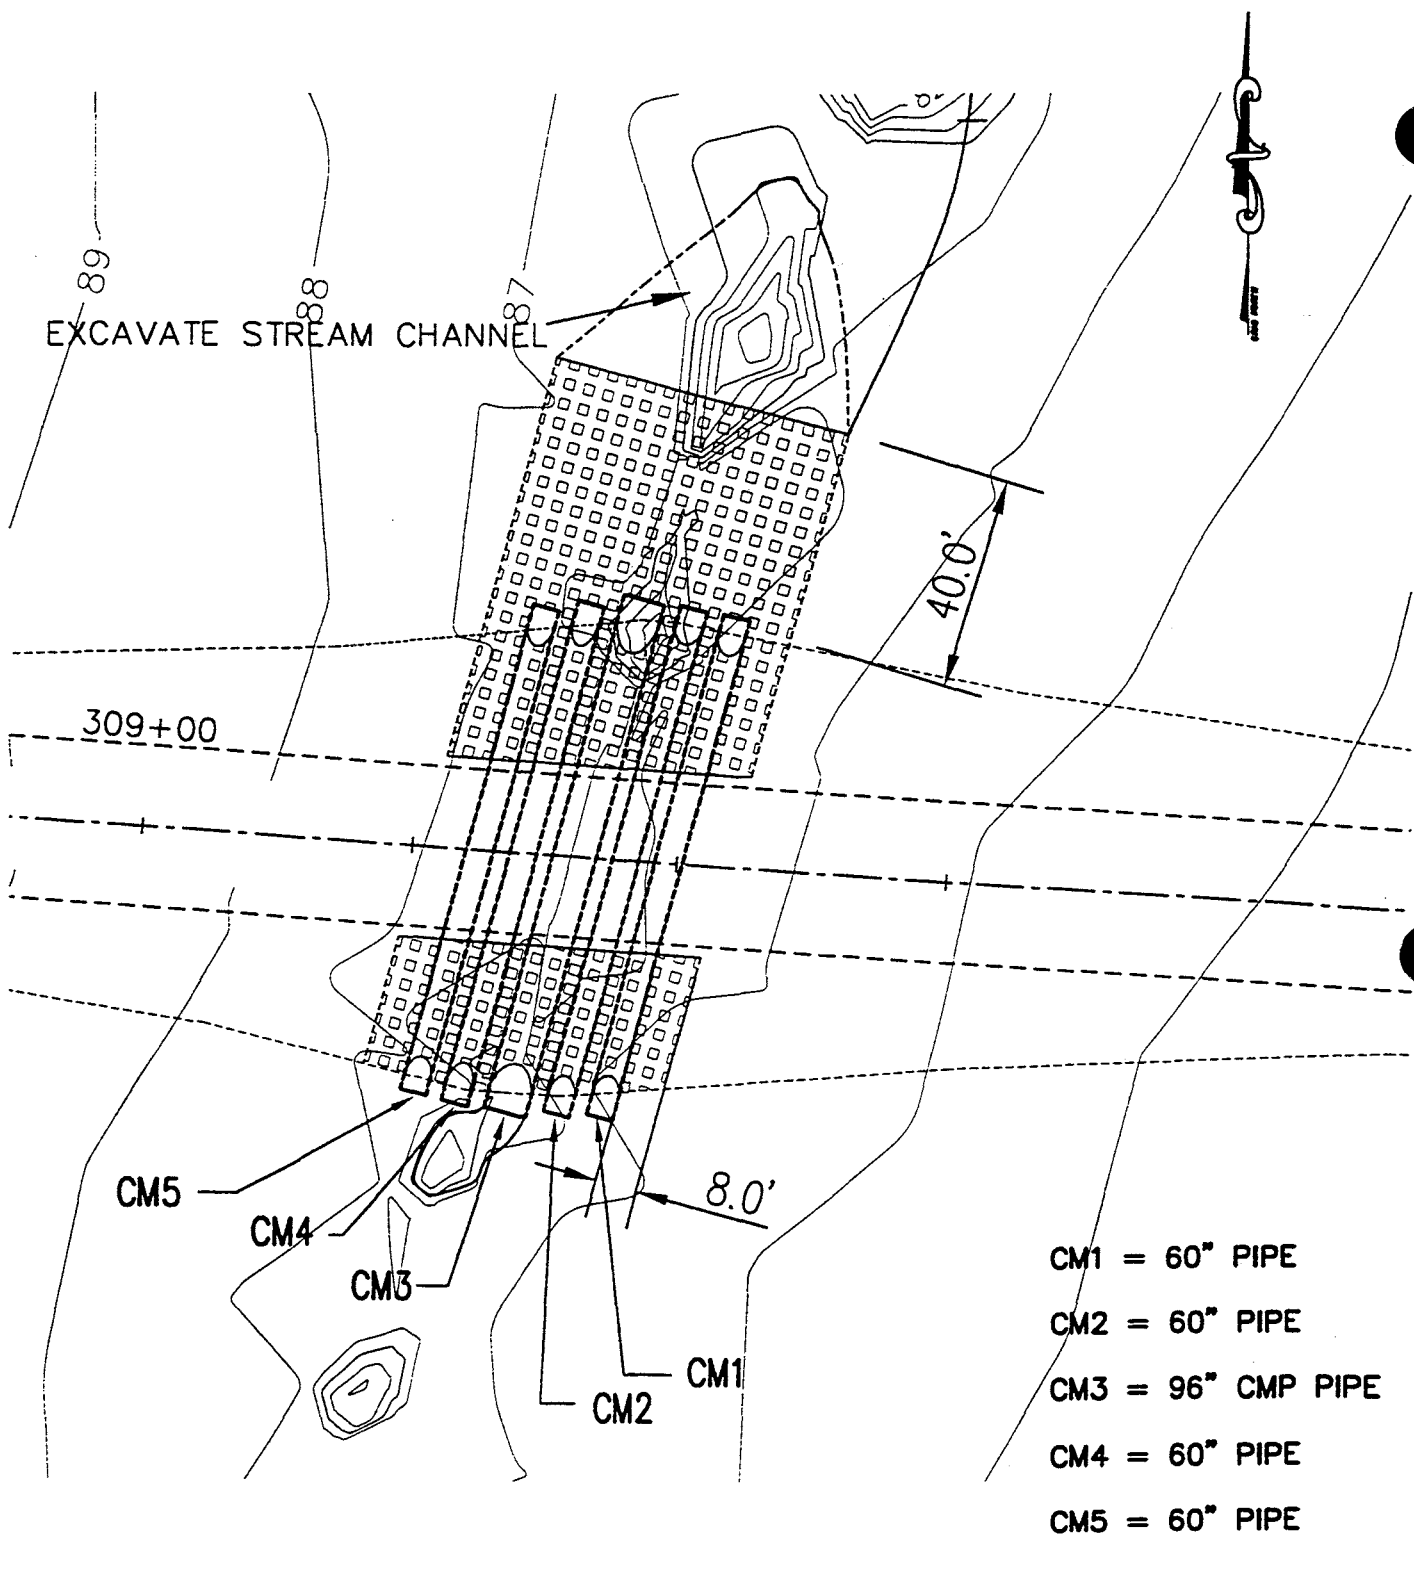 89
88
87
EXCAVATE STREAM CHANNEL
40.0'
309+00
CM5
CM4
CM3
8.0'
CM1
CM2
CM1 = 60" PIPE
CM2 = 60" PIPE
CM3 = 96" CMP PIPE
CM4 = 60" PIPE
CM5 = 60" PIPE